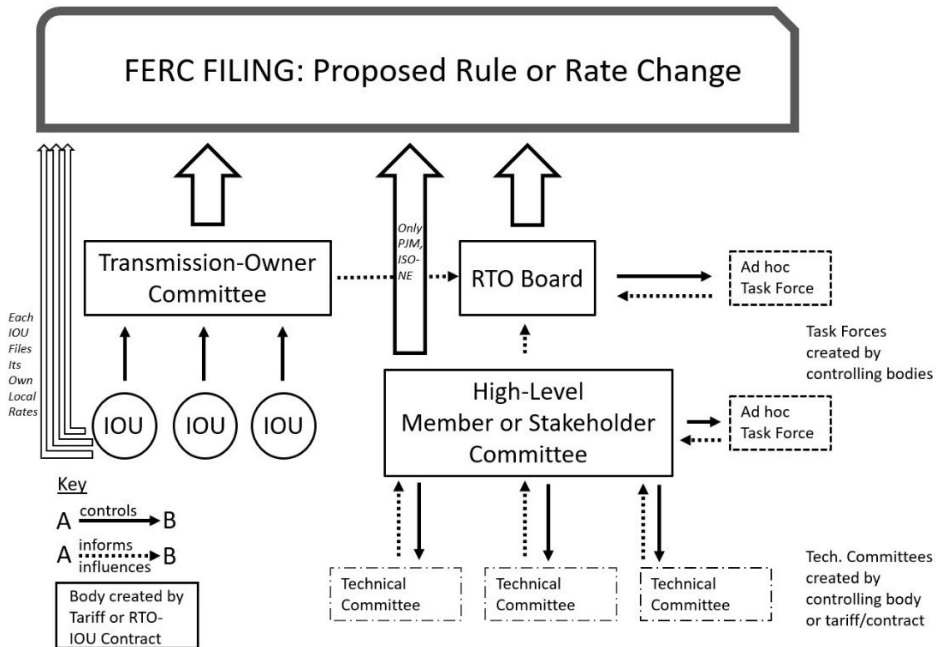 FERC FILING: Proposed Rule or Rate Change
Transmission-Owner
Committee
Only
PJM,
ISO-
NE
RTO Board
Ad hoc
Task Force
Each
IOU
Files
Its
Own
Local
Rates
Task Forces
created by
controlling bodies
IOU
IOU
IOU
High-Level
Member or Stakeholder
Committee
Ad hoc
Task Force
Key
A controls B
A informs B
influences
Body created by
Tariff or RTO-
IOU Contract
Technical
Committee
Technical
Committee
Technical
Committee
Tech. Committees
created by
controlling body
or tariff/contract